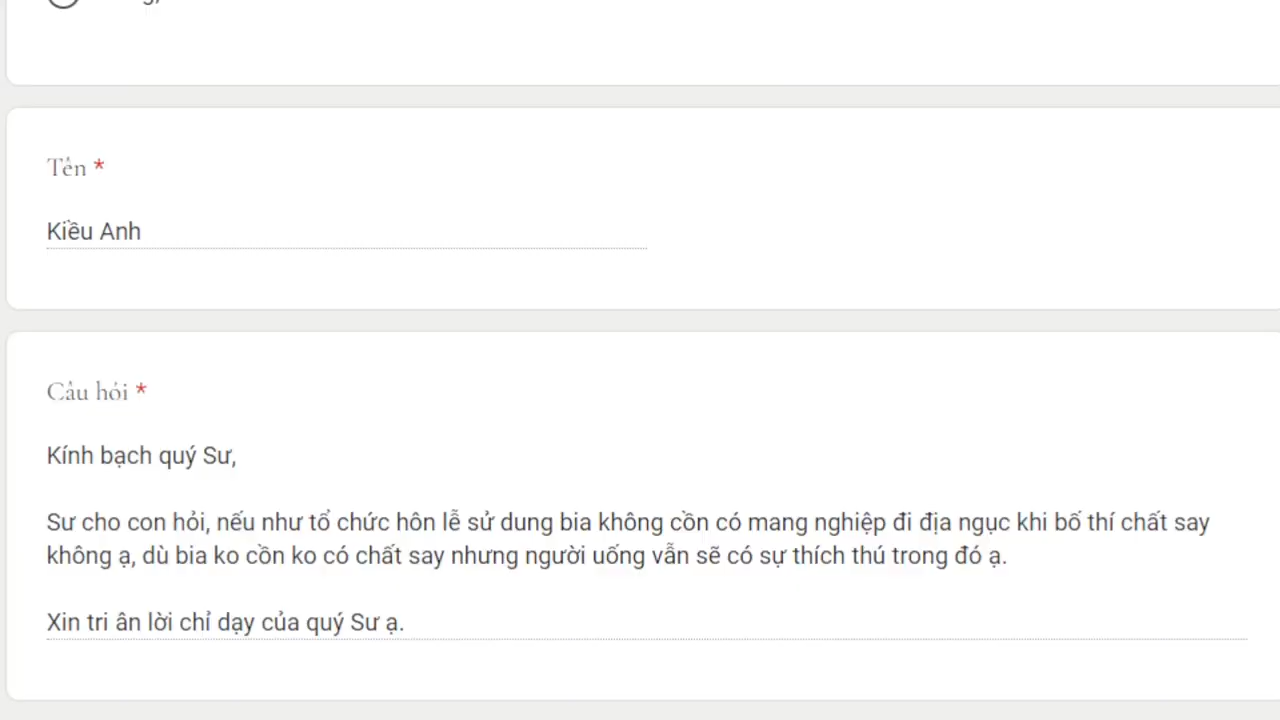 Tên *
Kiều Anh
Câu hỏi *
Kính bạch quý Sư,
Sư cho con hỏi, nếu như tổ chức hôn lễ sử dung bia không cồn có mang nghiệp đi địa ngục khi bố thí chất say
không ạ, dù bia ko cồn ko có chất say nhưng người uống vẫn sẽ có sự thích thú trong đó ạ.
Xin tri ân lời chỉ dạy của quý Sư ạ.